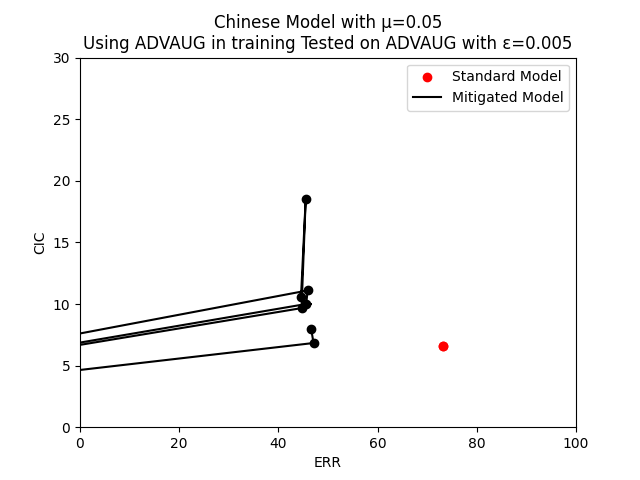 Chinese Model with μ=0.05
Using ADVAUG in training Tested on ADVAUG with ε=0.005
Standard Model
Mitigated Model
CIC
30
25
20
15
10
5
0
0 20 40 60 80 100
ERR